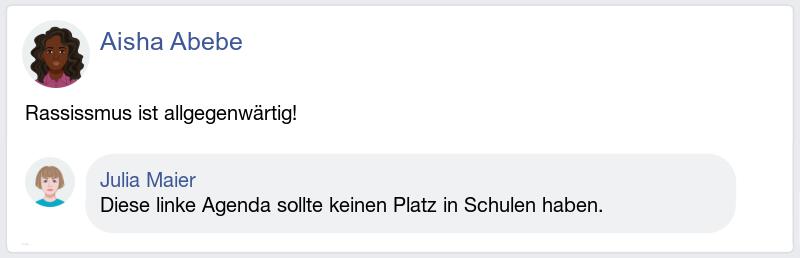 Aisha Abebe
Rassissmus ist allgegenwärtig!
Julia Maier
Diese linke Agenda sollte keinen Platz in Schulen haben.